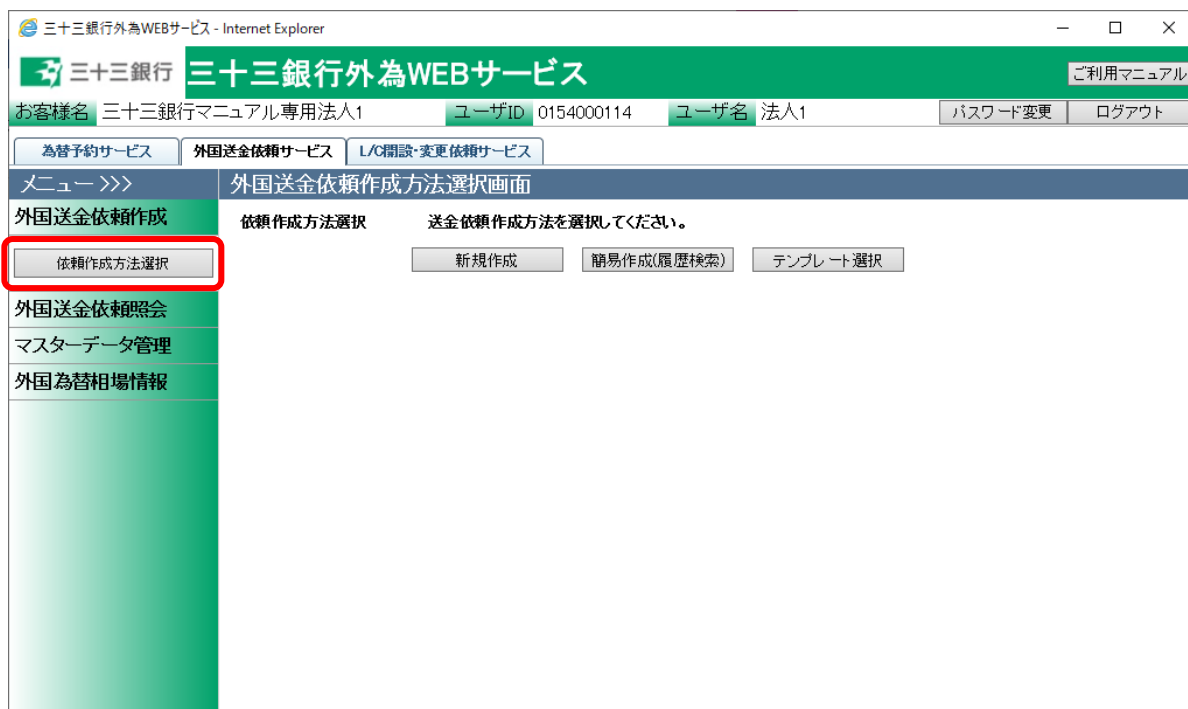 三十三銀行外為WEBサービス - Internet Explorer
三十三銀行 三十三銀行外為WEBサービス ご利用マニュアル
お客様名 三十三銀行マニュアル専用法人1 ユーザID 0154000114 ユーザ名 法人1 パスワード変更 ログアウト
為替予約サービス 外国送金依頼サービス L/C開設・変更依頼サービス
メニュー >>> 外国送金依頼作成方法選択画面
外国送金依頼作成 依頼作成方法選択 送金依頼作成方法を選択してください。
依頼作成方法選択 新規作成 簡易作成(履歴検索) テンプレート選択
外国送金依頼照会
マスターデータ管理
外国為替相場情報